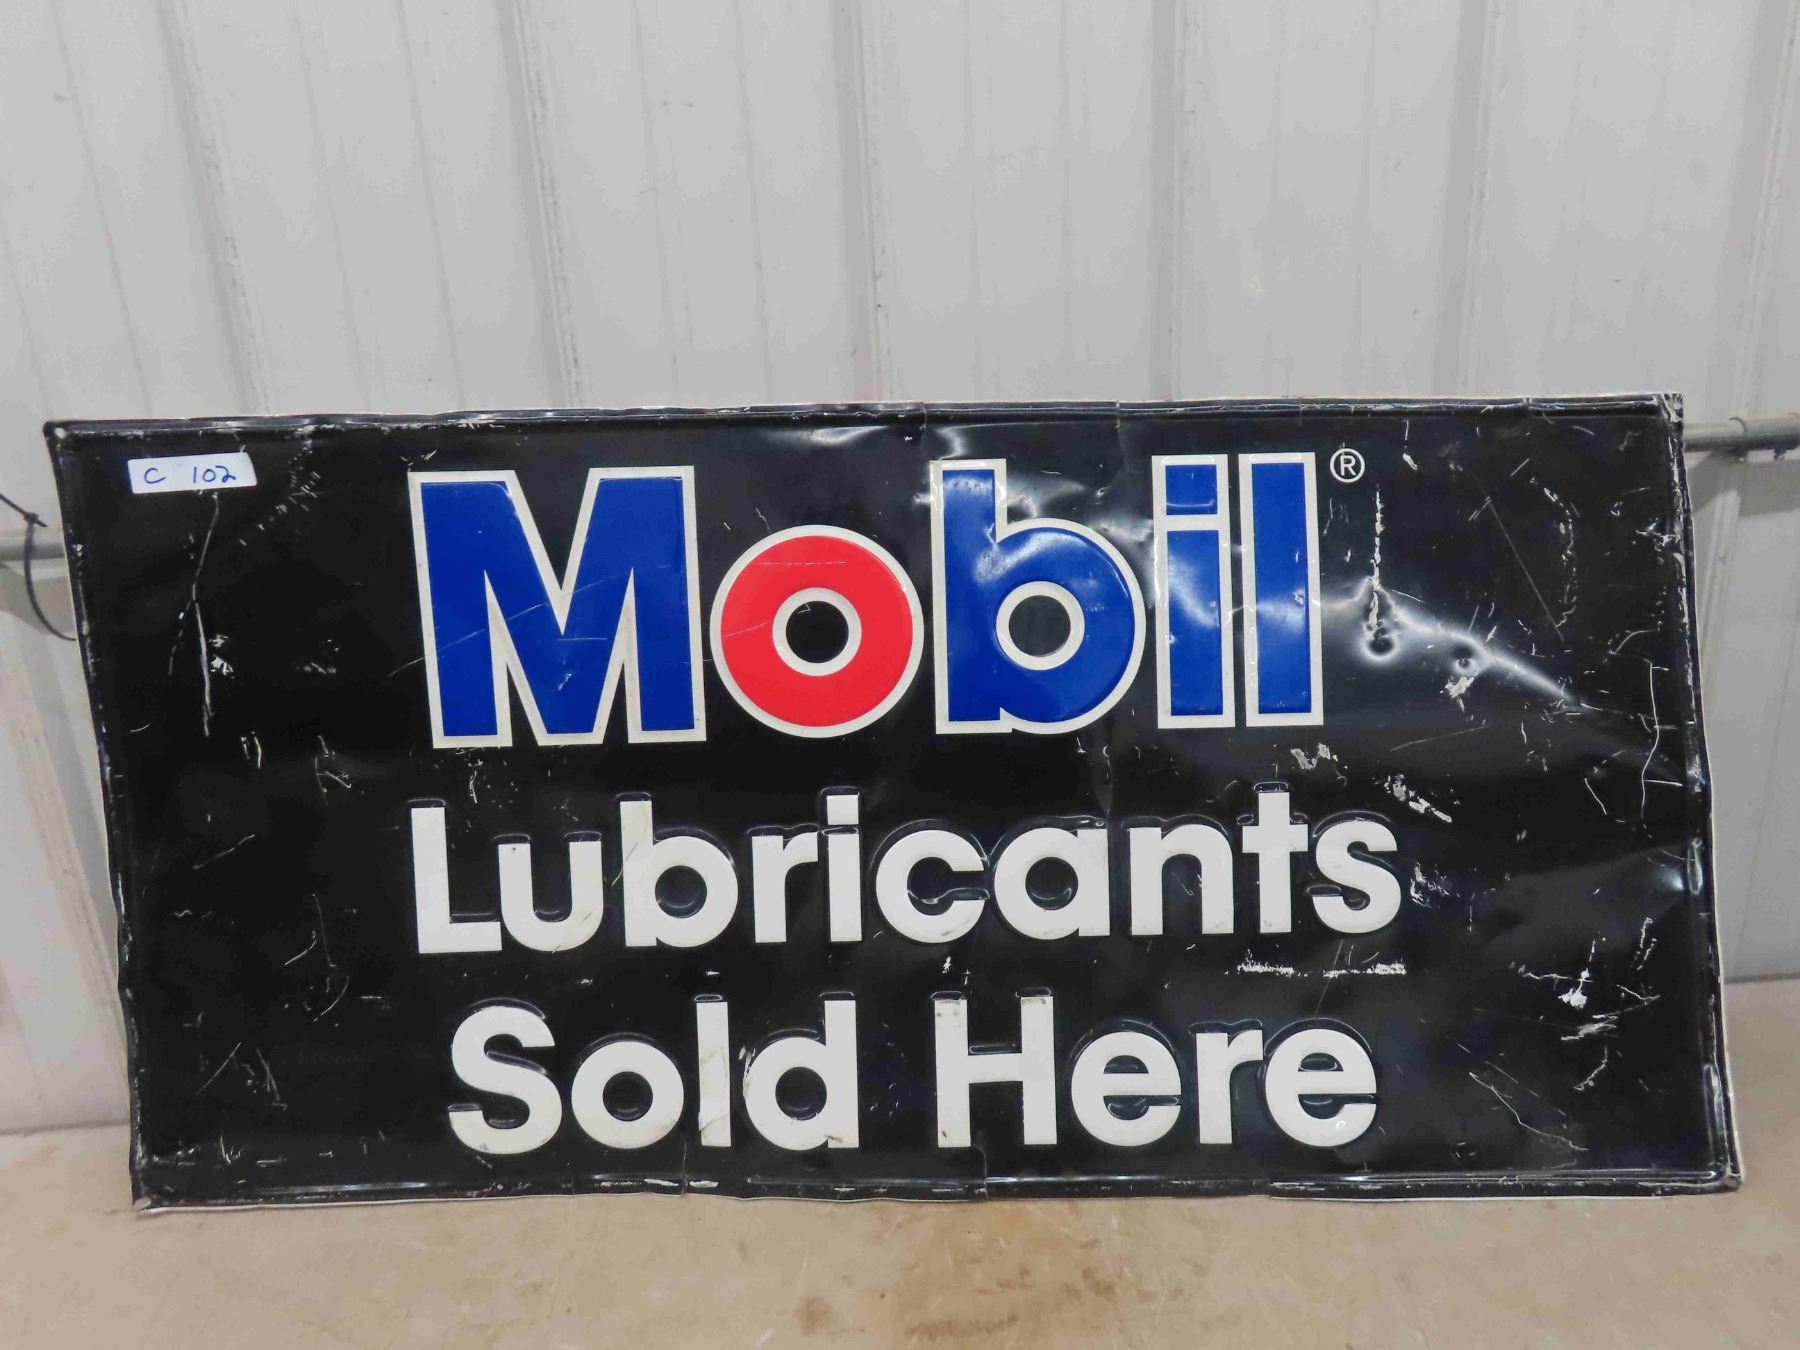 C 102
Mobil®
Lubricants
Sold Here